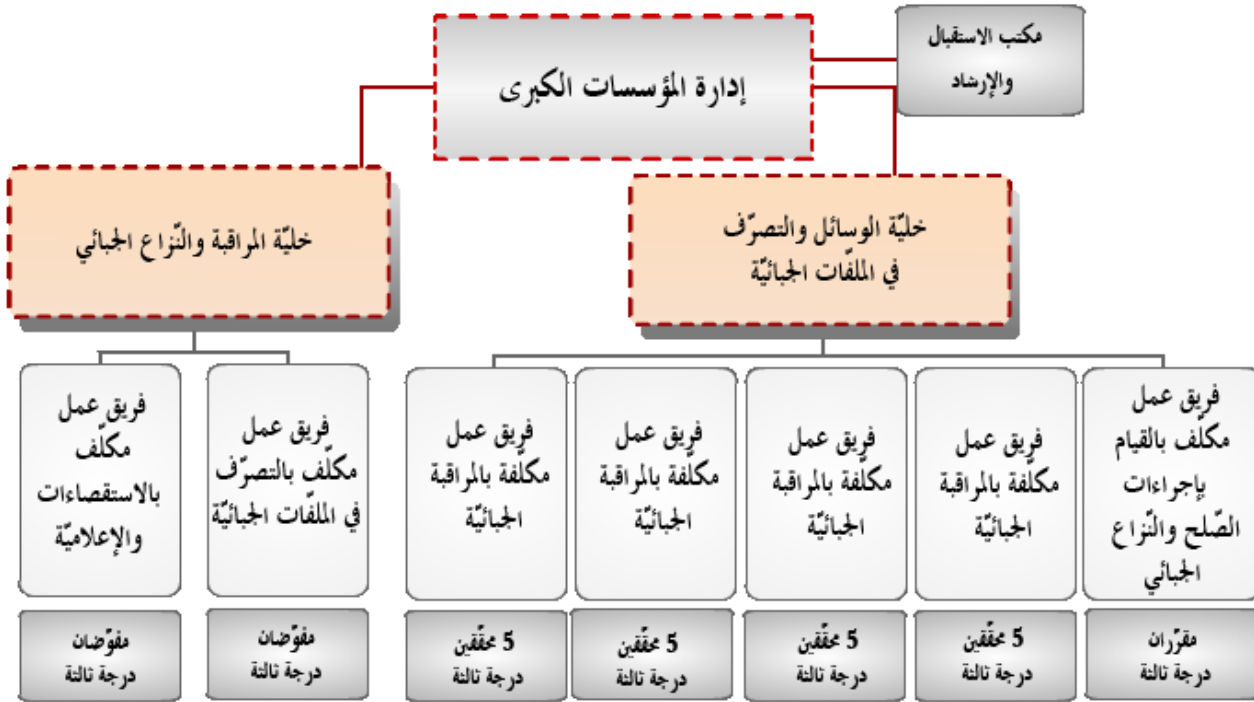 مكتب الاستقبال
والإرشاد
إدارة المؤسسات الكبرى
خليّة الوسائل والتصرّف
في الملفّات الجبائيّة
خليّة المراقبة والنّزاع الجبائي
فريق عمل
مكلّف بالقيام
بإجراءات
الصّلح والنّزاع
الجبائي
فريق عمل
مكلّفة بالمراقبة
الجبائيّة
فريق عمل
مكلّفة بالمراقبة
الجبائيّة
فريق عمل
مكلّفة بالمراقبة
الجبائيّة
فريق عمل
مكلّفة بالمراقبة
الجبائيّة
فريق عمل
مكلّف بالتصرّف
في الملفّات الجبائيّة
فريق عمل
مكلّف
بالاستقصاءات
والإعلاميّة
مقرّران
درجة ثالثة
5 محقّقين
درجة ثالثة
5 محقّقين
درجة ثالثة
5 محقّقين
درجة ثالثة
5 محقّقين
درجة ثالثة
مفوّضان
درجة ثالثة
مفوّضان
درجة ثالثة